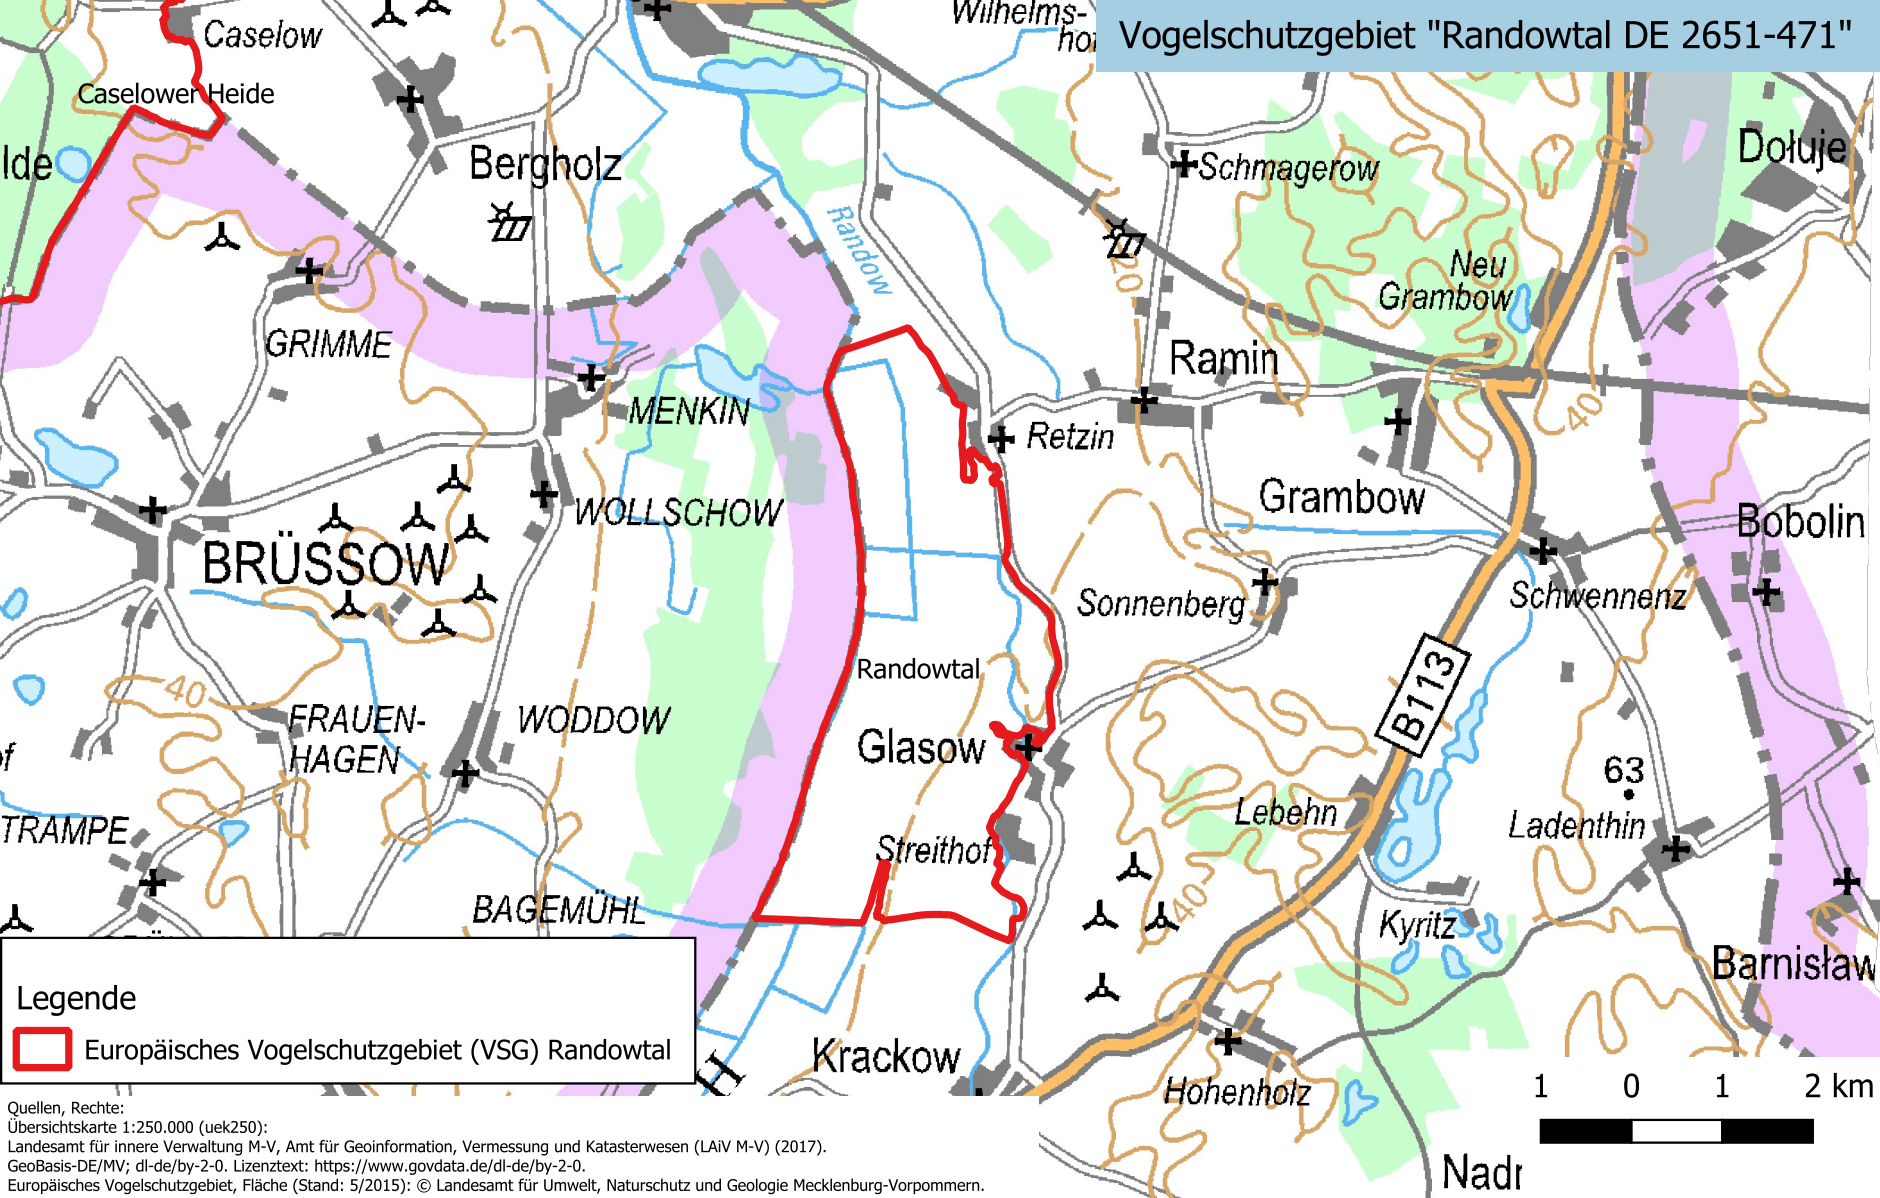 Vogelschutzgebiet "Randowtal DE 2651-471"
Wilhelms-
Caselow
Caselower Heide
Bergholz
Schmagerow
Dołuje
lde
Randow
Neu
Grambow
20
GRIMME
Ramin
MENKIN
Retzin
40
WOLLSCHOW
Grambow
Bobolin
BRÜSSOW
Sonnenberg
Schwennenz
Randowtal
B113
40
FRAUEN-
HAGEN
WODDOW
Glasow
63
Lebehn
Ladenthin
TRAMPE
Streithof
40
BAGEMÜHL
Kyritz
Barnisław
Krackow
Hohenholz
H
Nadr
Legende
Europäisches Vogelschutzgebiet (VSG) Randowtal
1 0 1 2 km
Quellen, Rechte:
Übersichtskarte 1:250.000 (uek250):
Landesamt für innere Verwaltung M-V, Amt für Geoinformation, Vermessung und Katasterwesen (LAiV M-V) (2017).
GeoBasis-DE/MV; dl-de/by-2-0. Lizenztext: https://www.govdata.de/dl-de/by-2-0.
Europäisches Vogelschutzgebiet, Fläche (Stand: 5/2015): © Landesamt für Umwelt, Naturschutz und Geologie Mecklenburg-Vorpommern.